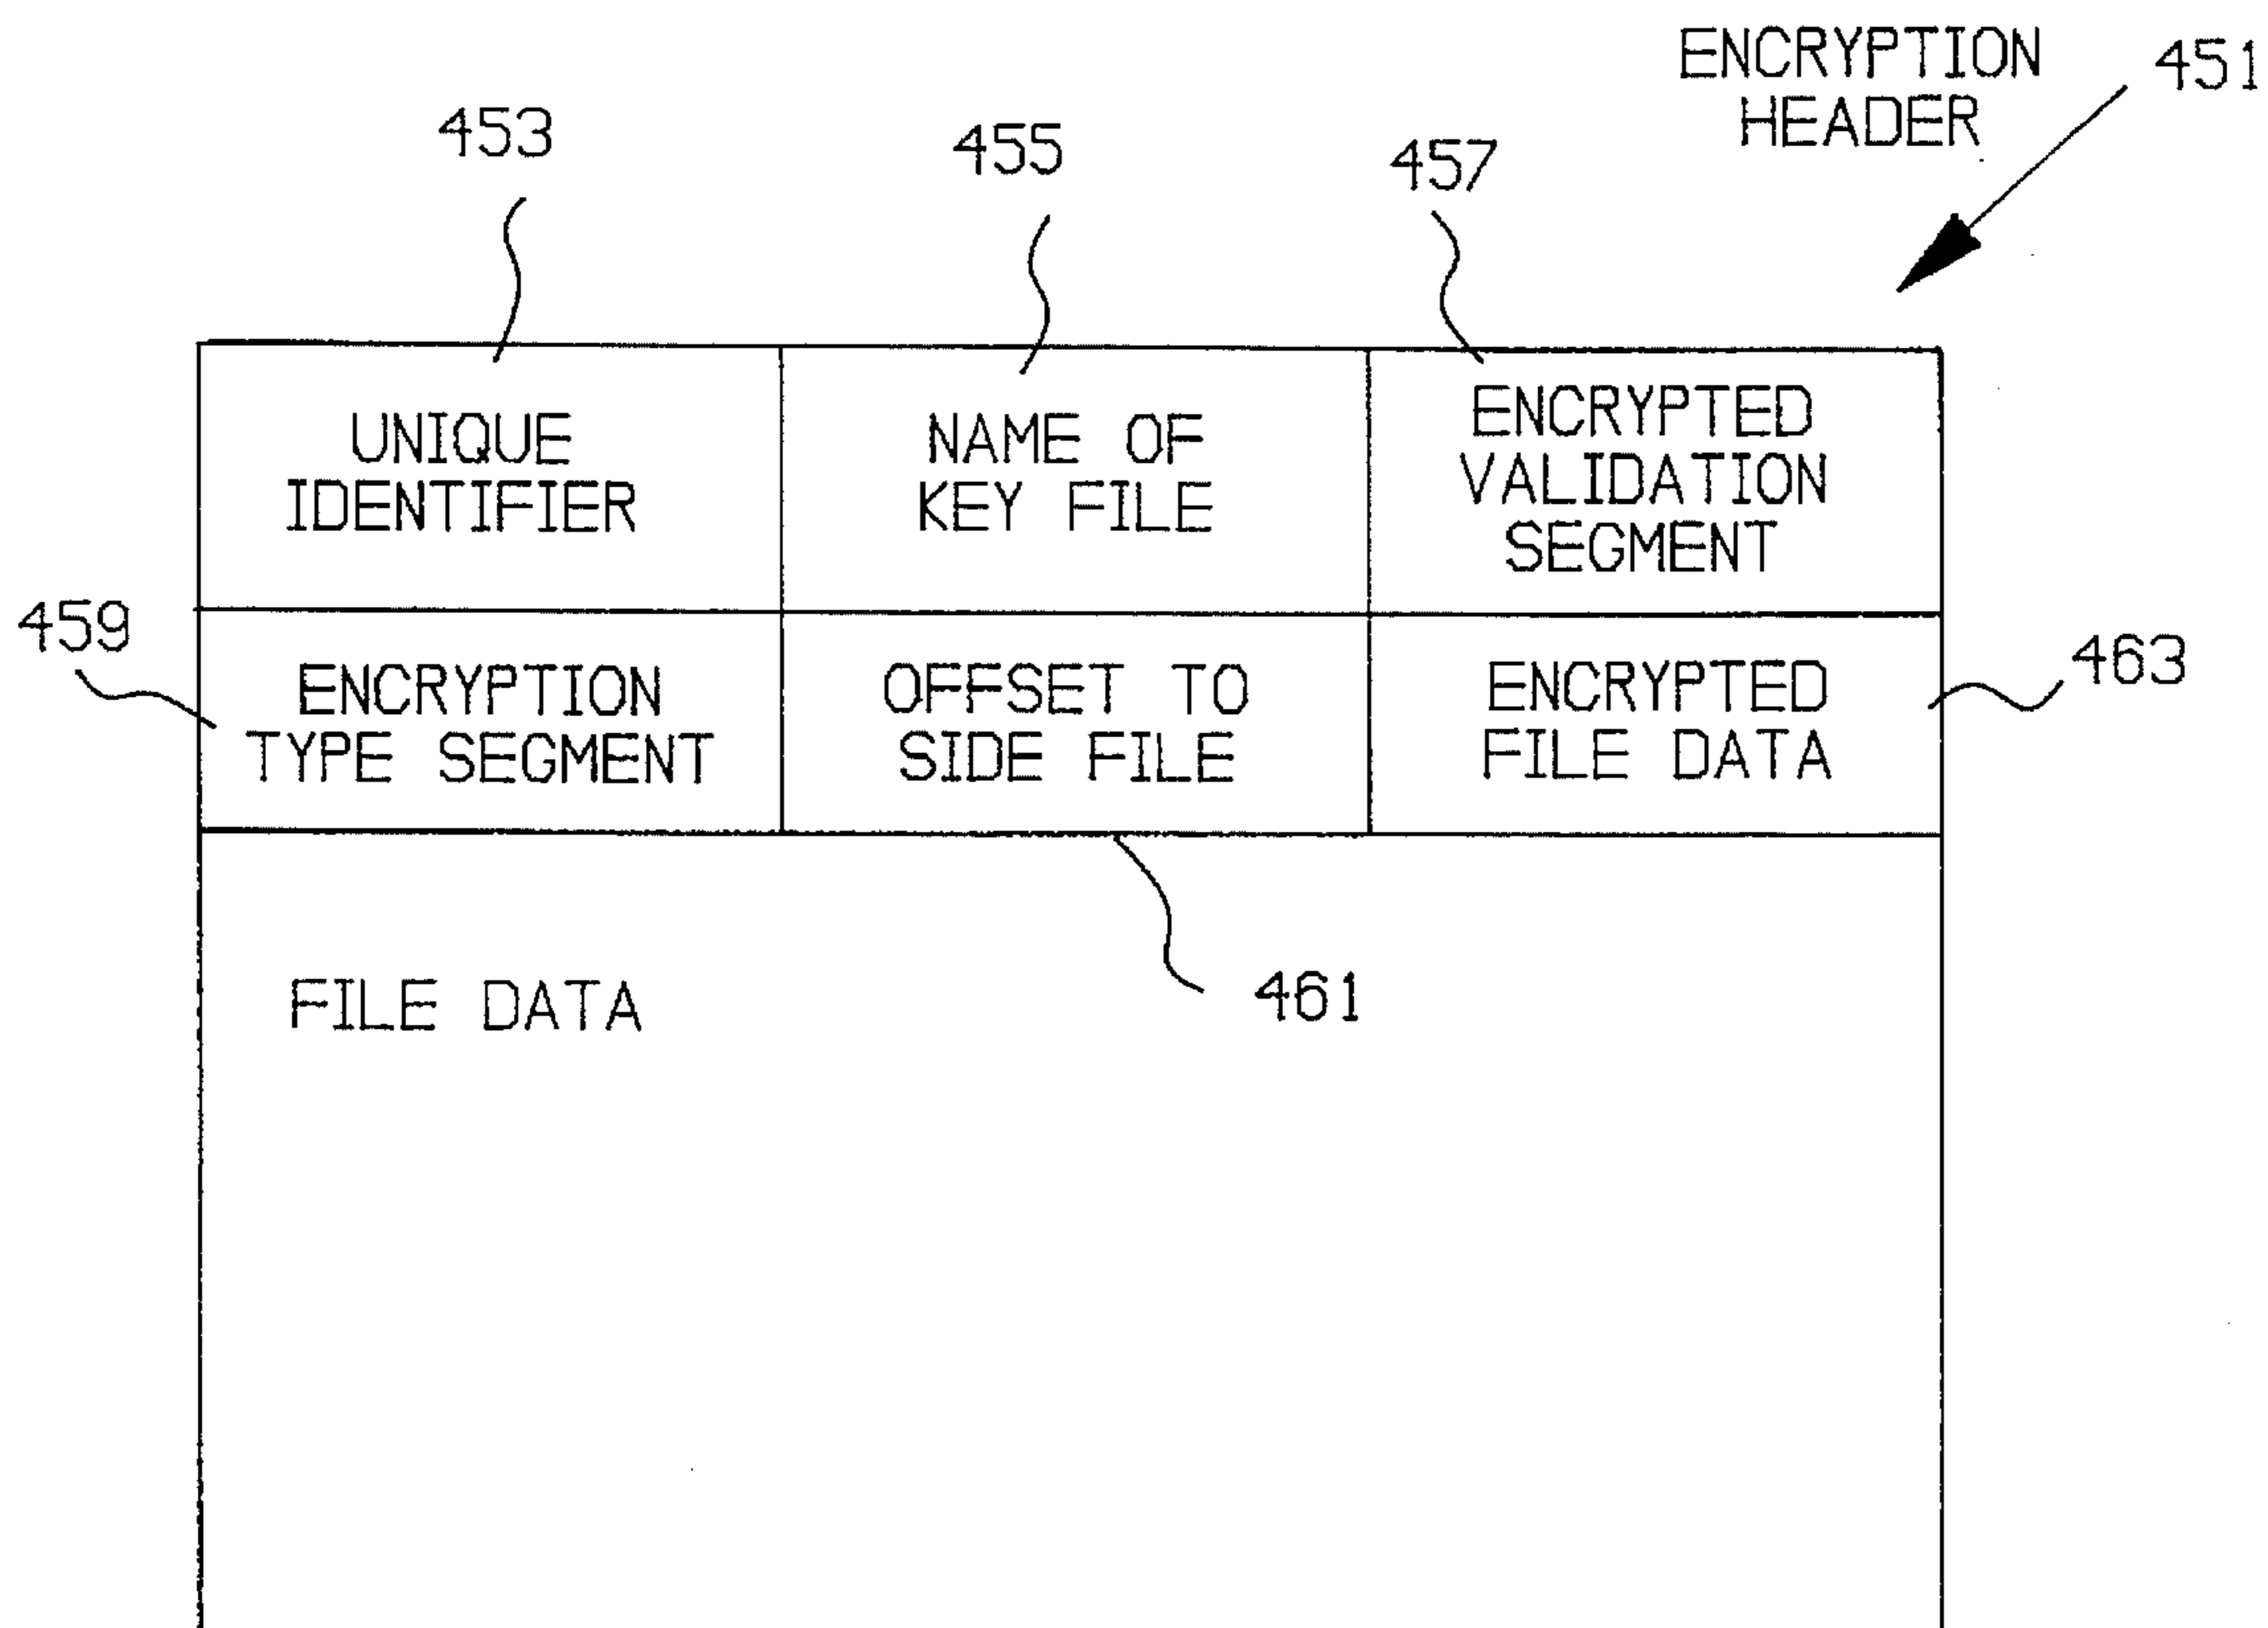 ENCRYPTION
HEADER
451
453
455
457
UNIQUE
IDENTIFIER
NAME OF
KEY FILE
ENCRYPTED
VALIDATION
SEGMENT
459
ENCRYPTION
TYPE SEGMENT
OFFSET TO
SIDE FILE
ENCRYPTED
FILE DATA
463
FILE DATA
461